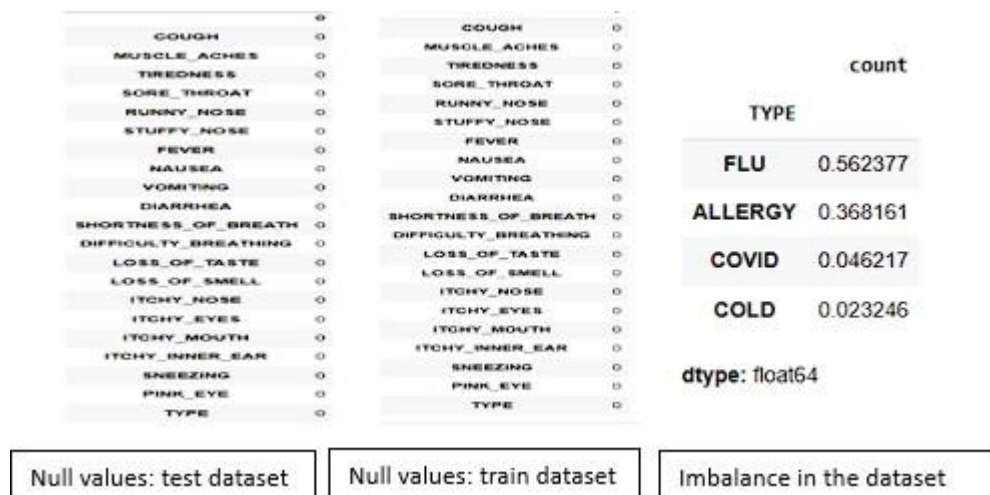 0
COUGH 0
MUSCLE_ACHES 0
TIREDNESS 0
SORE_THROAT 0
RUNNY_NOSE 0
STUFFY_NOSE 0
FEVER 0
NAUSEA 0
VOMITING 0
DIARRHEA 0
SHORTNESS_OF_BREATH 0
DIFFICULTY_BREATHING 0
LOSS_OF_TASTE 0
LOSS_OF_SMELL 0
ITCHY_NOSE 0
ITCHY_EYES 0
ITCHY_MOUTH 0
ITCHY_INNER_EAR 0
SNEEZING 0
PINK_EYE 0
TYPE 0
Null values: test dataset
COUGH 0
MUSCLE_ACHES 0
TIREDNESS 0
SORE_THROAT 0
RUNNY_NOSE 0
STUFFY_NOSE 0
FEVER 0
NAUSEA 0
VOMITING 0
DIARRHEA 0
SHORTNESS_OF_BREATH 0
DIFFICULTY_BREATHING 0
LOSS_OF_TASTE 0
LOSS_OF_SMELL 0
ITCHY_NOSE 0
ITCHY_EYES 0
ITCHY_MOUTH 0
ITCHY_INNER_EAR 0
SNEEZING 0
PINK_EYE 0
TYPE 0
Null values: train dataset
count
TYPE
FLU 0.562377
ALLERGY 0.368161
COVID 0.046217
COLD 0.023246
dtype: float64
Imbalance in the dataset